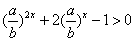 (a/b)^{2x} + 2(a/b)^x − 1 > 0